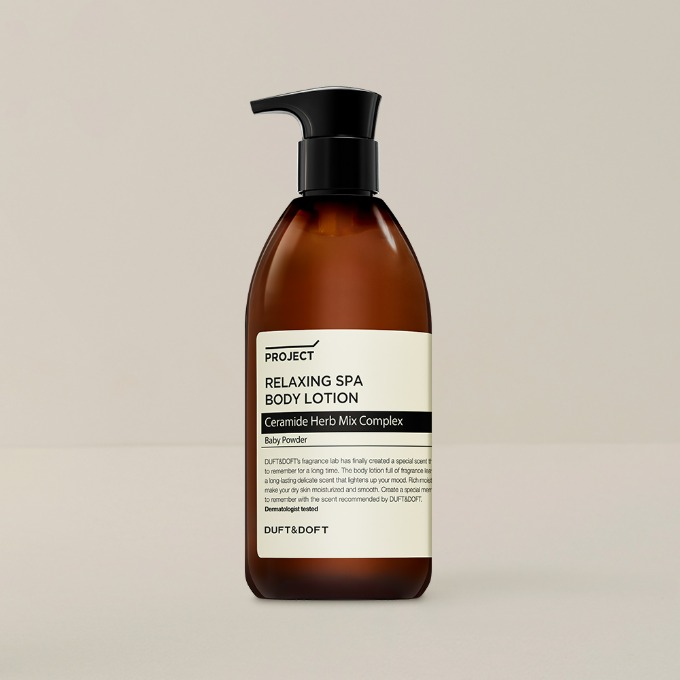 PROJECT
RELAXING SPA
BODY LOTION
Ceramide Herb Mix Complex
Baby Powder
DUFT&DOFT's fragrance lab has finally created a special scent
to remember for a long time. The body lotion full of fragrance
a long-lasting delicate scent that lightens up your mood. Rich
make your dry skin moisturized and smooth. Create a special
to remember with the scent recommended by DUFT&DOFT.
Dermatologist tested
DUFT&DOFT